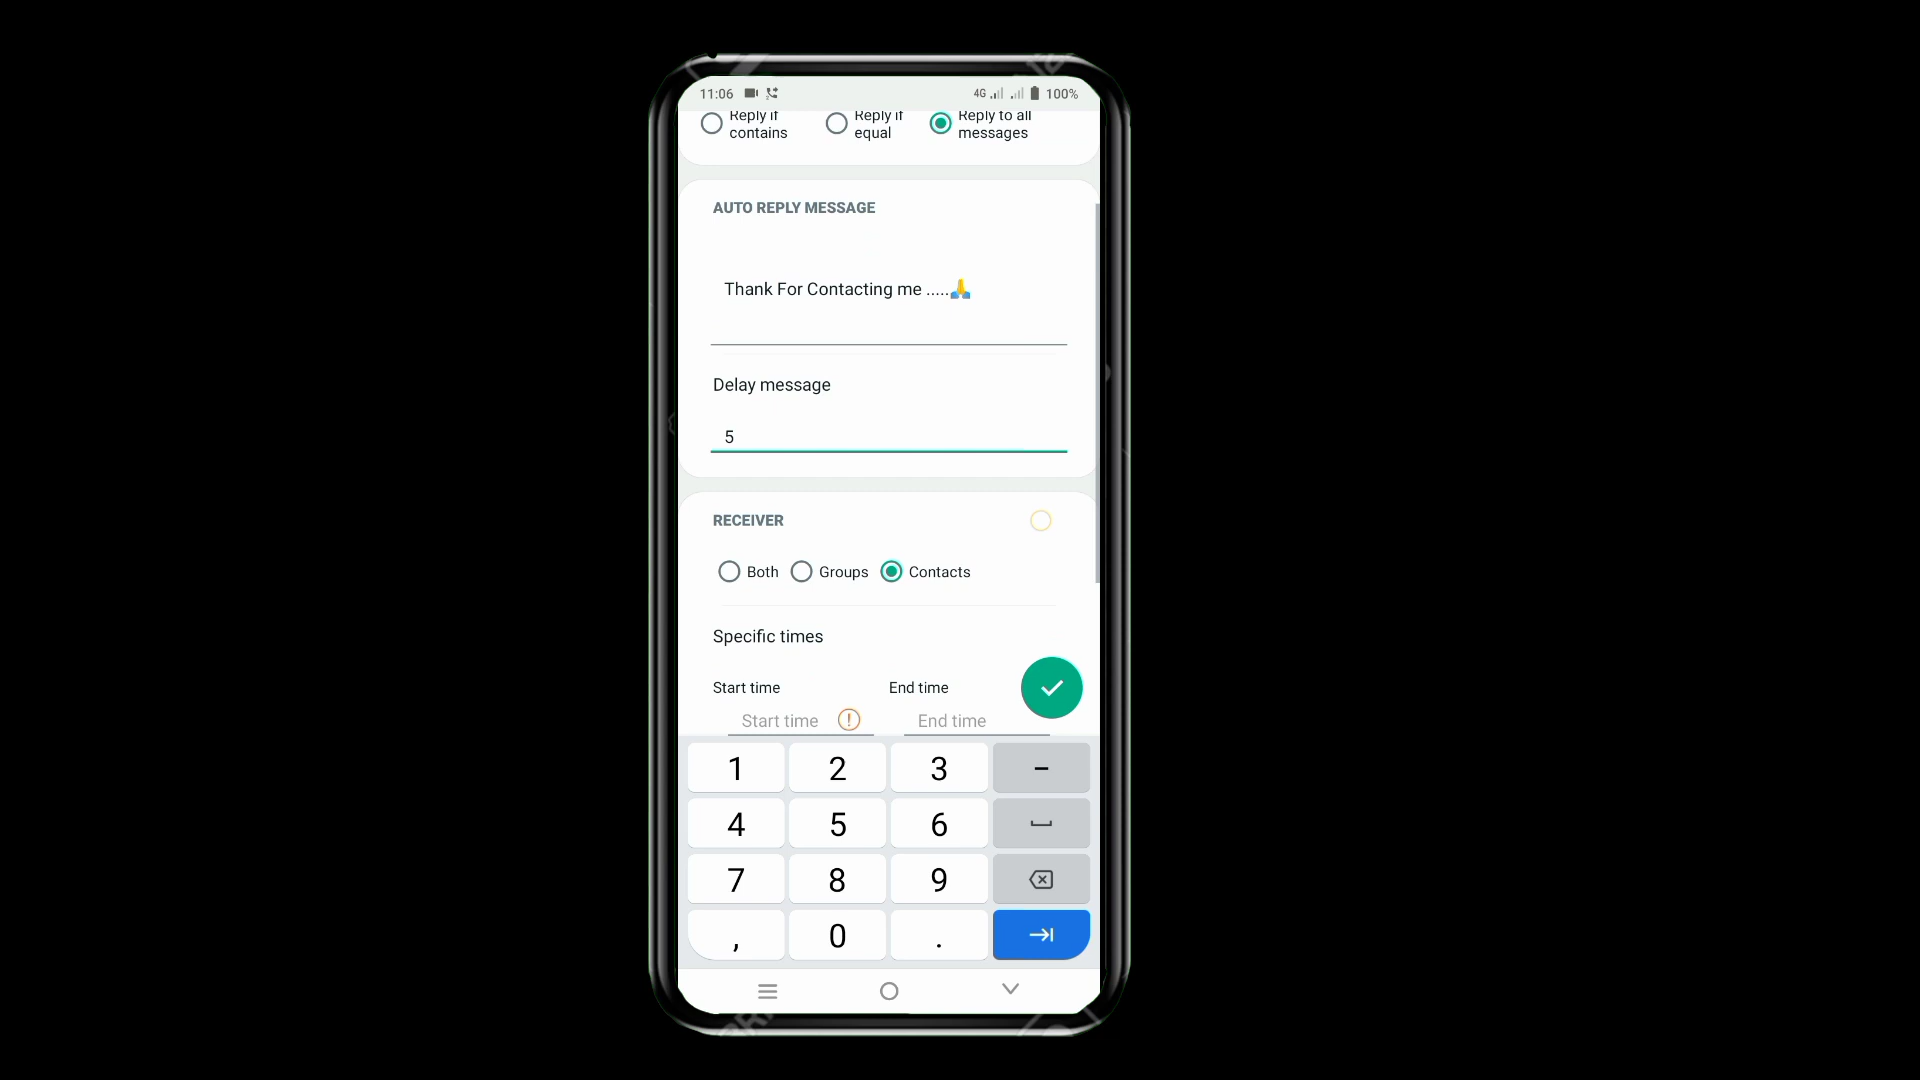 11:06 4G 100%
Reply if Reply if Reply to all
contains equal messages
AUTO REPLY MESSAGE
Thank For Contacting me .....🙏
Delay message
5
RECEIVER
Both Groups Contacts
Specific times
Start time End time
Start time End time
1 2 3 -
4 5 6
7 8 9
, 0 .